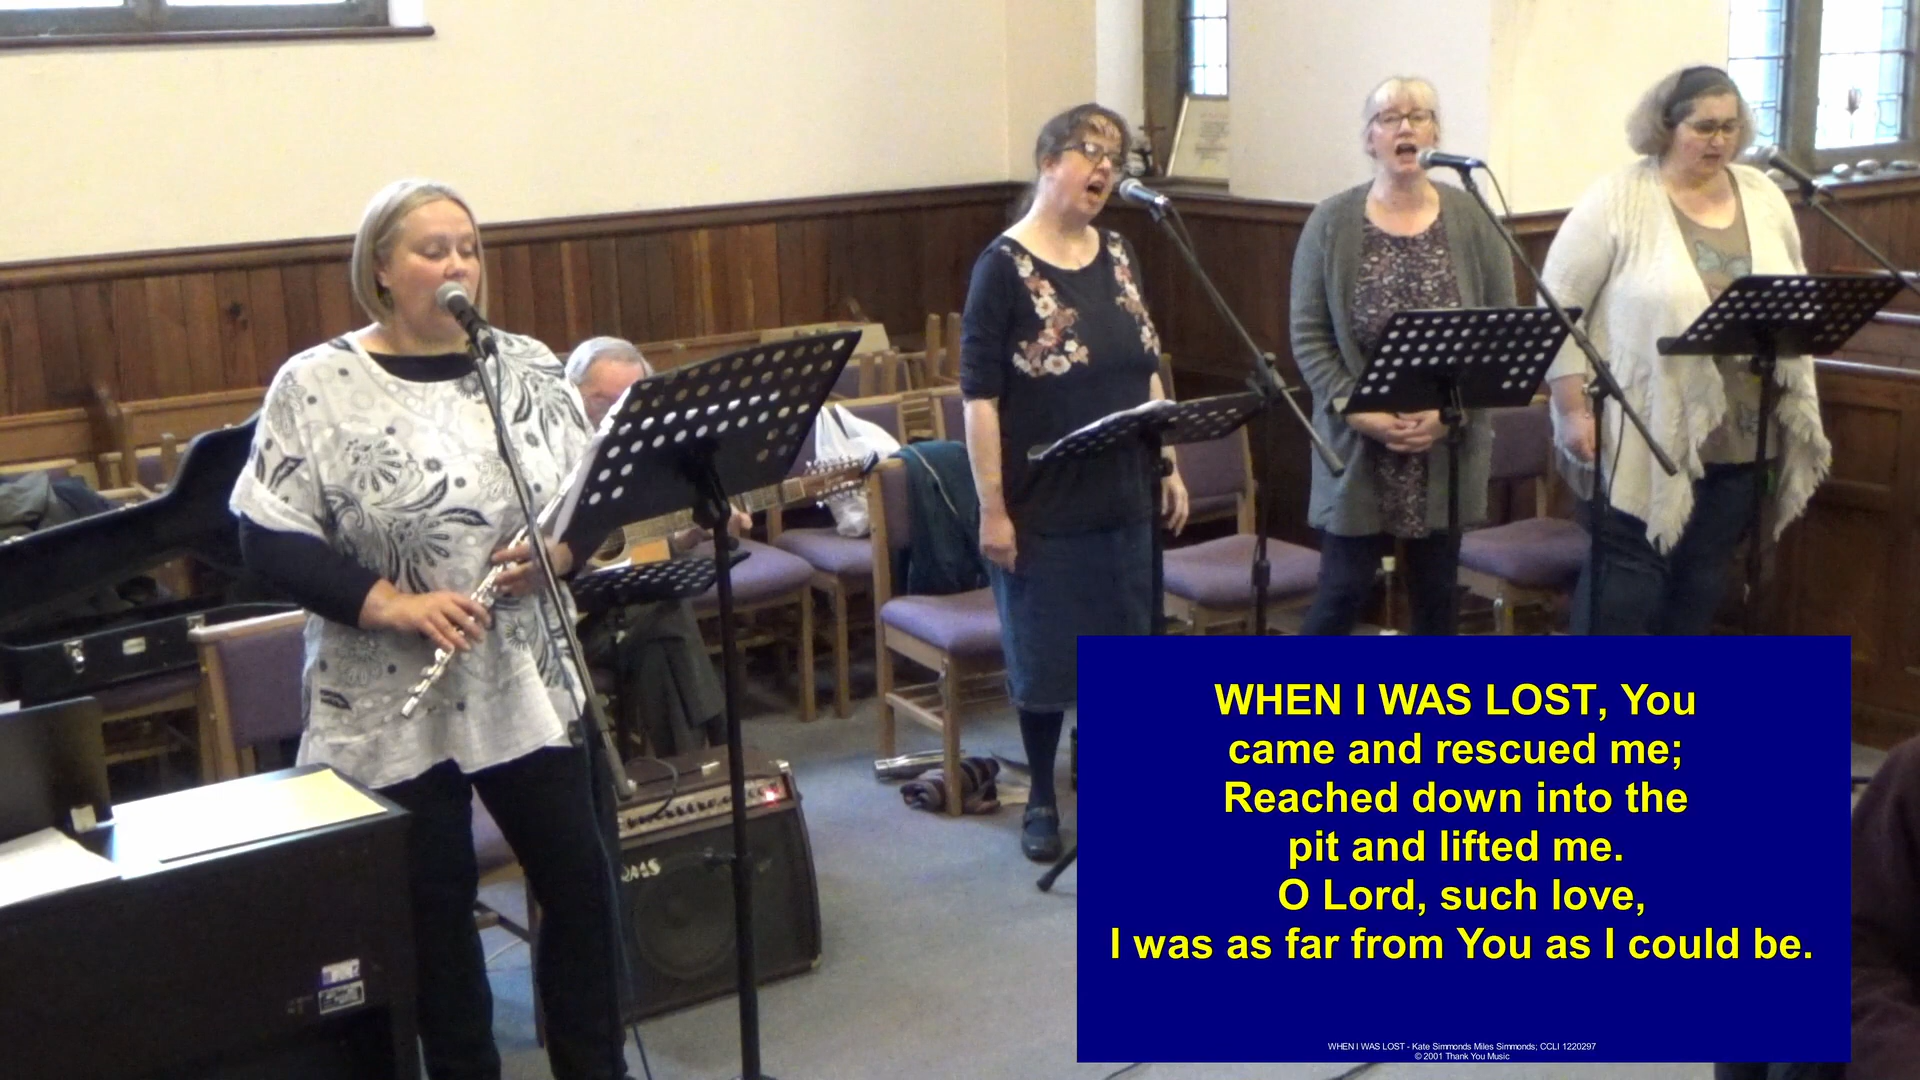 WHEN I WAS LOST, You
came and rescued me;
Reached down into the
pit and lifted me.
O Lord, such love,
I was as far from You as I could be.
WHEN I WAS LOST - Kate Simmonds Miles Simmonds; CCLI 1220297
© 2001 Thank You Music